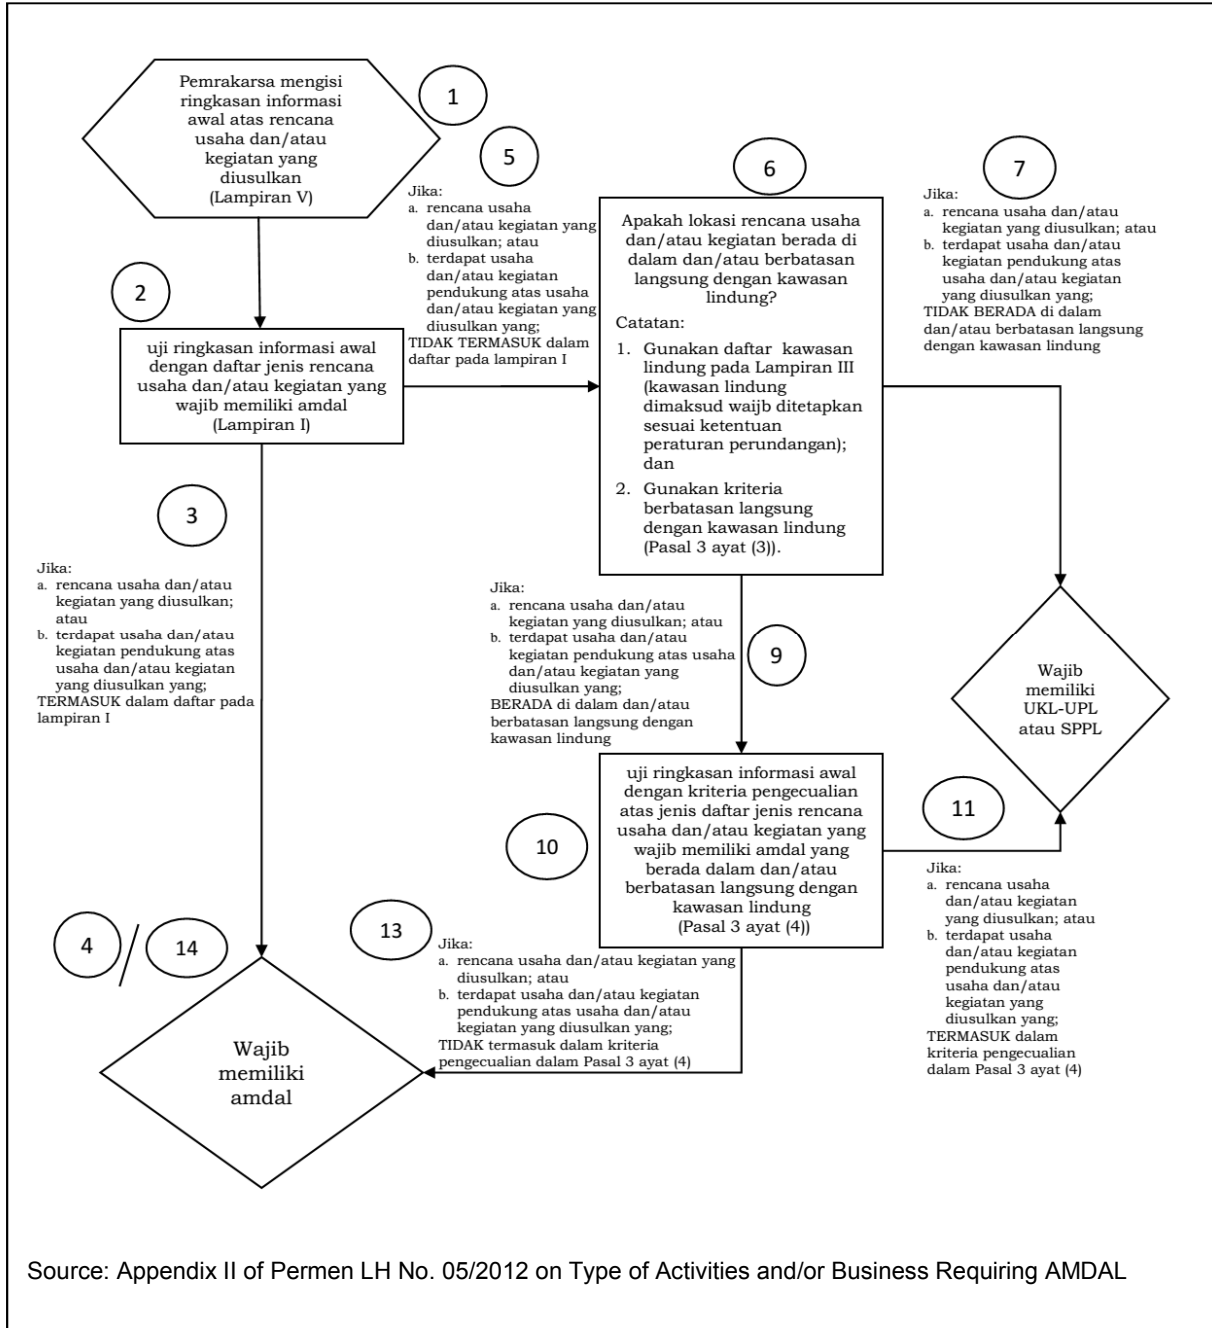 Pemrakarsa mengisi
ringkasan informasi
awal atas rencana
usaha dan/atau
kegiatan yang
diusulkan
(Lampiran V)
1
2
uji ringkasan informasi awal
dengan daftar jenis rencana
usaha dan/atau kegiatan yang
wajib memiliki amdal
(Lampiran I)
3
Jika:
a. rencana usaha dan/atau
kegiatan yang diusulkan;
atau
b. terdapat usaha dan/atau
kegiatan pendukung atas
usaha dan/atau kegiatan
yang diusulkan yang;
TERMASUK dalam daftar pada
lampiran I
4
/
14
Wajib
memiliki
amdal
5
Jika:
a. rencana usaha
dan/atau kegiatan yang
diusulkan; atau
b. terdapat usaha
dan/atau kegiatan
pendukung atas usaha
dan/atau kegiatan yang
diusulkan yang;
TIDAK TERMASUK dalam
daftar pada lampiran I
6
Apakah lokasi rencana usaha
dan/atau kegiatan berada di
dalam dan/atau berbatasan
langsung dengan kawasan
lindung?
Catatan:
1. Gunakan daftar kawasan
lindung pada Lampiran III
(kawasan lindung
dimaksud waijb ditetapkan
sesuai ketentuan
peraturan perundangan);
dan
2. Gunakan kriteria
berbatasan langsung
dengan kawasan lindung
(Pasal 3 ayat (3)).
7
Jika:
a. rencana usaha dan/atau
kegiatan yang diusulkan; atau
b. terdapat usaha dan/atau
kegiatan pendukung atas
usaha dan/atau kegiatan
yang diusulkan yang;
TIDAK BERADA di dalam
dan/atau berbatasan langsung
dengan kawasan lindung
Wajib
memiliki
UKL-UPL
atau SPPL
Jika:
a. rencana usaha dan/atau
kegiatan yang diusulkan; atau
b. terdapat usaha dan/atau
kegiatan pendukung atas usaha
dan/atau kegiatan yang
diusulkan yang;
BERADA di dalam dan/atau
berbatasan langsung dengan
kawasan lindung
9
10
uji ringkasan informasi awal
dengan kriteria pengecualian
atas jenis daftar jenis rencana
usaha dan/atau kegiatan yang
wajib memiliki amdal yang
berada dalam dan/atau
berbatasan langsung dengan
kawasan lindung
(Pasal 3 ayat (4))
11
Jika:
a. rencana usaha
dan/atau kegiatan
yang diusulkan; atau
b. terdapat usaha
dan/atau kegiatan
pendukung atas
usaha dan/atau
kegiatan yang
diusulkan yang;
TERMASUK dalam
kriteria pengecualian
dalam Pasal 3 ayat (4)
13
Jika:
a. rencana usaha dan/atau kegiatan yang
diusulkan; atau
b. terdapat usaha dan/atau kegiatan
pendukung atas usaha dan/atau
kegiatan yang diusulkan yang;
TIDAK termasuk dalam kriteria
pengecualian dalam Pasal 3 ayat (4)
Source: Appendix II of Permen LH No. 05/2012 on Type of Activities and/or Business Requiring AMDAL